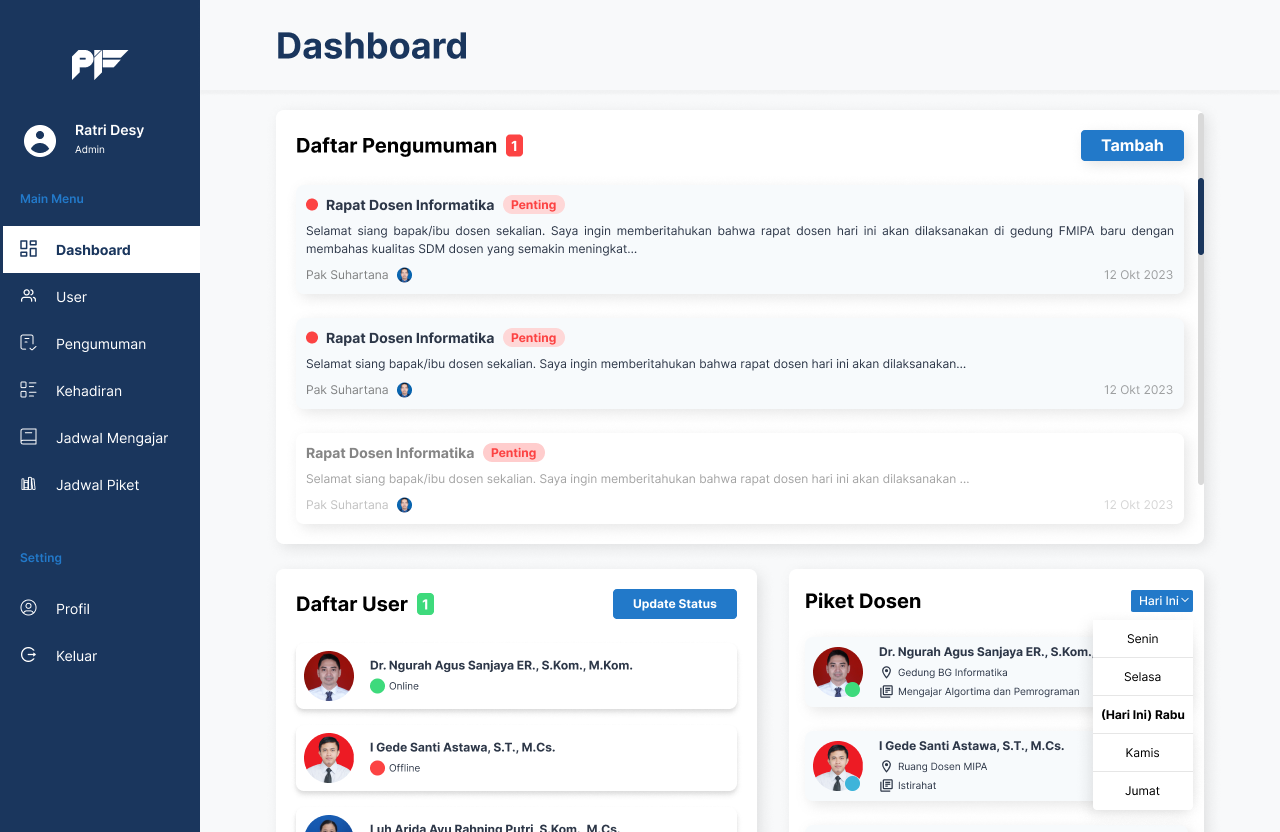 PIF
Ratri Desy
Admin
Main Menu
Dashboard
User
Pengumuman
Kehadiran
Jadwal Mengajar
Jadwal Piket
Setting
Profil
Keluar
Dashboard
Daftar Pengumuman 1
Tambah
Rapat Dosen Informatika Penting
Selamat siang bapak/ibu dosen sekalian. Saya ingin memberitahukan bahwa rapat dosen hari ini akan dilaksanakan di gedung FMIPA baru dengan
membahas kualitas SDM dosen yang semakin meningkat...
Pak Suhartana 12 Okt 2023
Rapat Dosen Informatika Penting
Selamat siang bapak/ibu dosen sekalian. Saya ingin memberitahukan bahwa rapat dosen hari ini akan dilaksanakan...
Pak Suhartana 12 Okt 2023
Rapat Dosen Informatika Penting
Selamat siang bapak/ibu dosen sekalian. Saya ingin memberitahukan bahwa rapat dosen hari ini akan dilaksanakan ...
Pak Suhartana 12 Okt 2023
Daftar User 1
Update Status
Dr. Ngurah Agus Sanjaya ER., S.Kom., M.Kom.
Online
I Gede Santi Astawa, S.T., M.Cs.
Offline
Luh Arida Ayu Rahning Putri, S.Kom., M.Cs.
Piket Dosen
Hari Ini
Dr. Ngurah Agus Sanjaya ER., S.Kom.,
Gedung BG Informatika
Mengajar Algortima dan Pemrograman
I Gede Santi Astawa, S.T., M.Cs.
Ruang Dosen MIPA
Istirahat
Senin
Selasa
(Hari Ini) Rabu
Kamis
Jumat